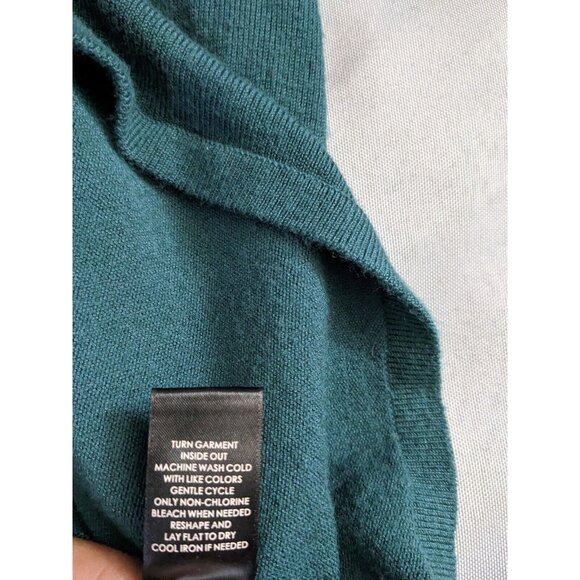 TURN GARMENT
INSIDE OUT
MACHINE WASH COLD
WITH LIKE COLORS
GENTLE CYCLE
ONLY NON-CHLORINE
BLEACH WHEN NEEDED
RESHAPE AND
LAY FLAT TO DRY
COOL IRON IF NEEDED